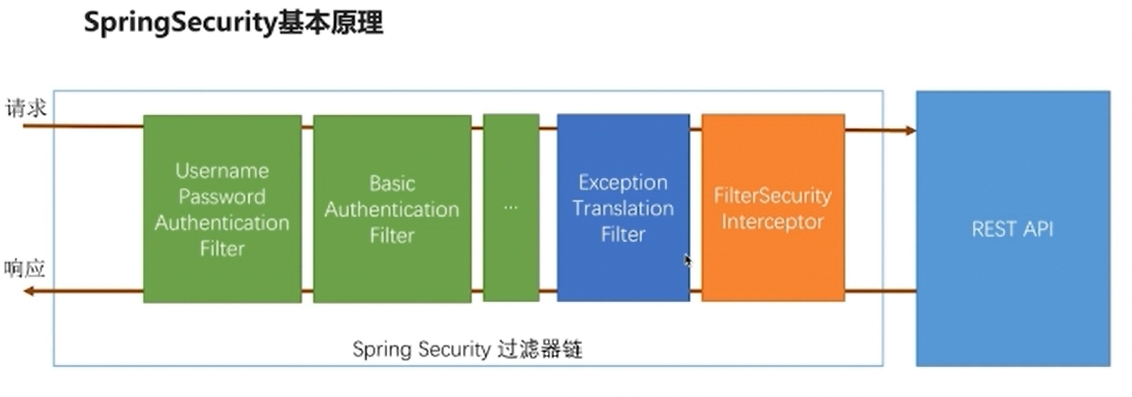 SpringSecurity基本原理
请求
Username
Password
Authentication
Filter
Basic
Authentication
Filter
...
Exception
Translation
Filter
FilterSecurity
Interceptor
REST API
响应
Spring Security 过滤器链